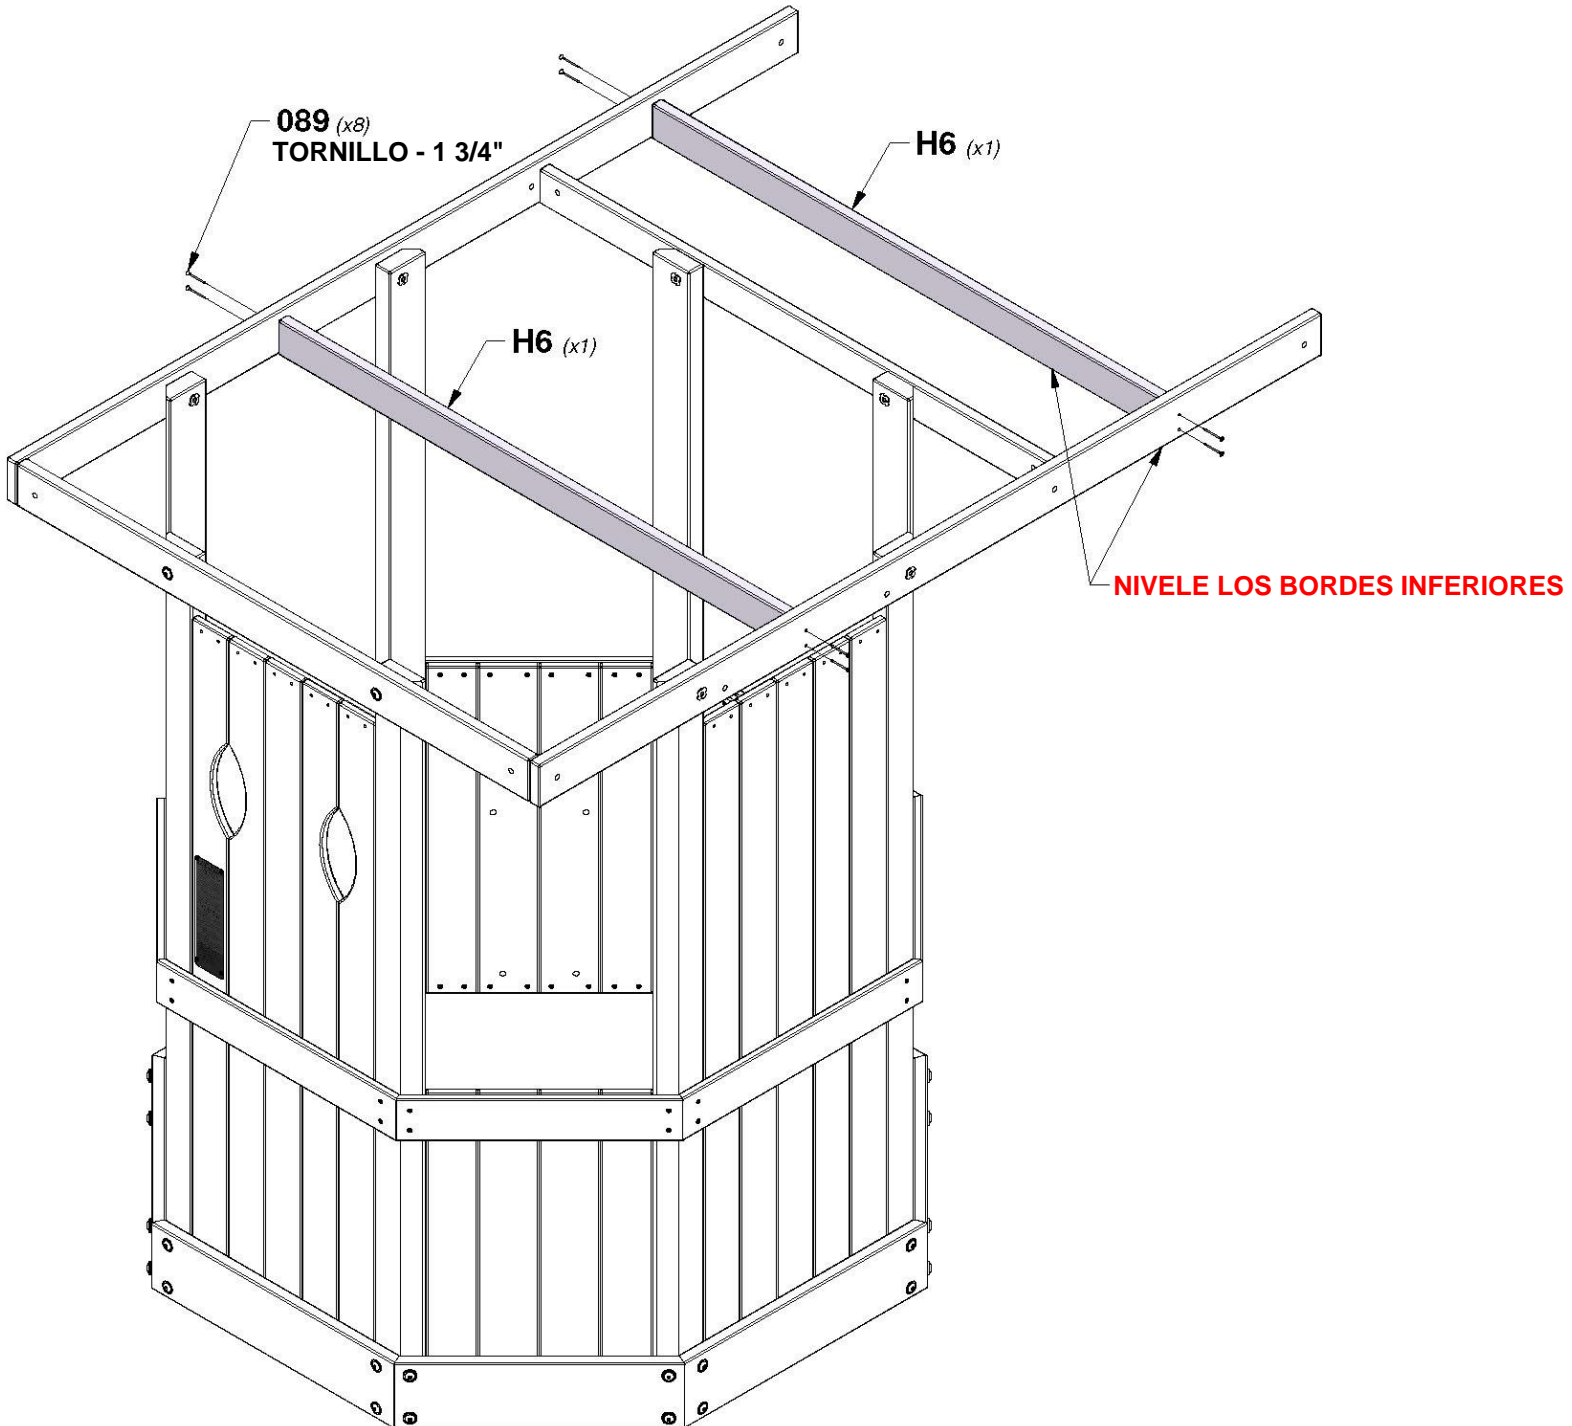 089 (x8)
TORNILLO - 1 3/4"
H6 (x1)
H6 (x1)
NIVELE LOS BORDES INFERIORES